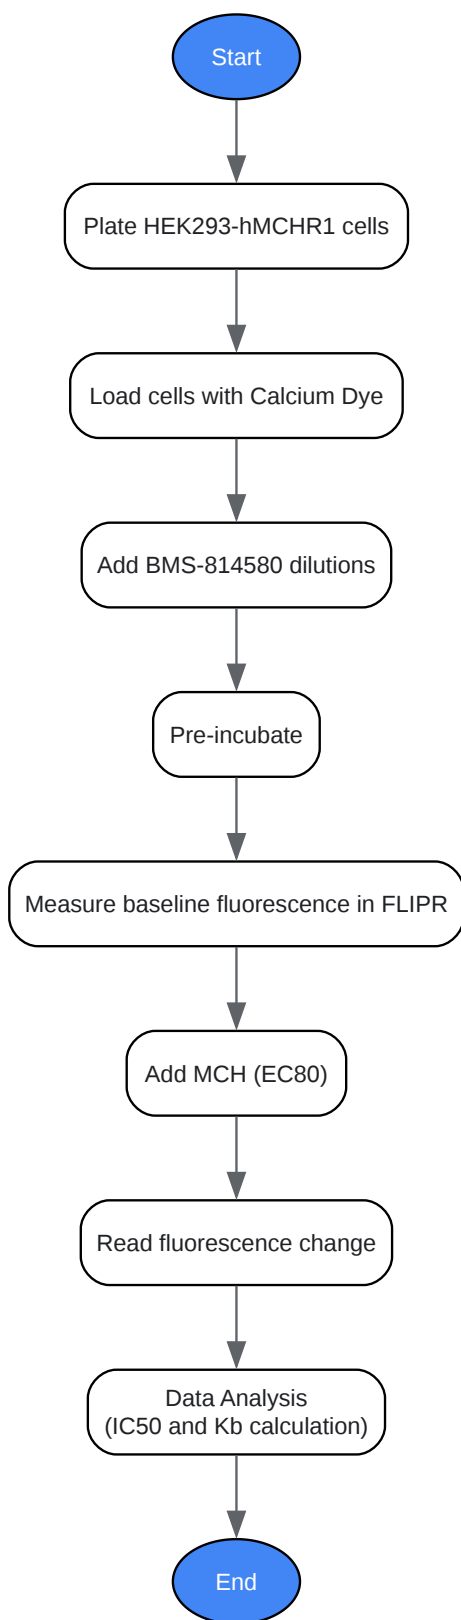 Start
Plate HEK293-hMCHR1 cells
Load cells with Calcium Dye
Add BMS-814580 dilutions
Pre-incubate
Measure baseline fluorescence in FLIPR
Add MCH (EC80)
Read fluorescence change
Data Analysis
(IC50 and Kb calculation)
End